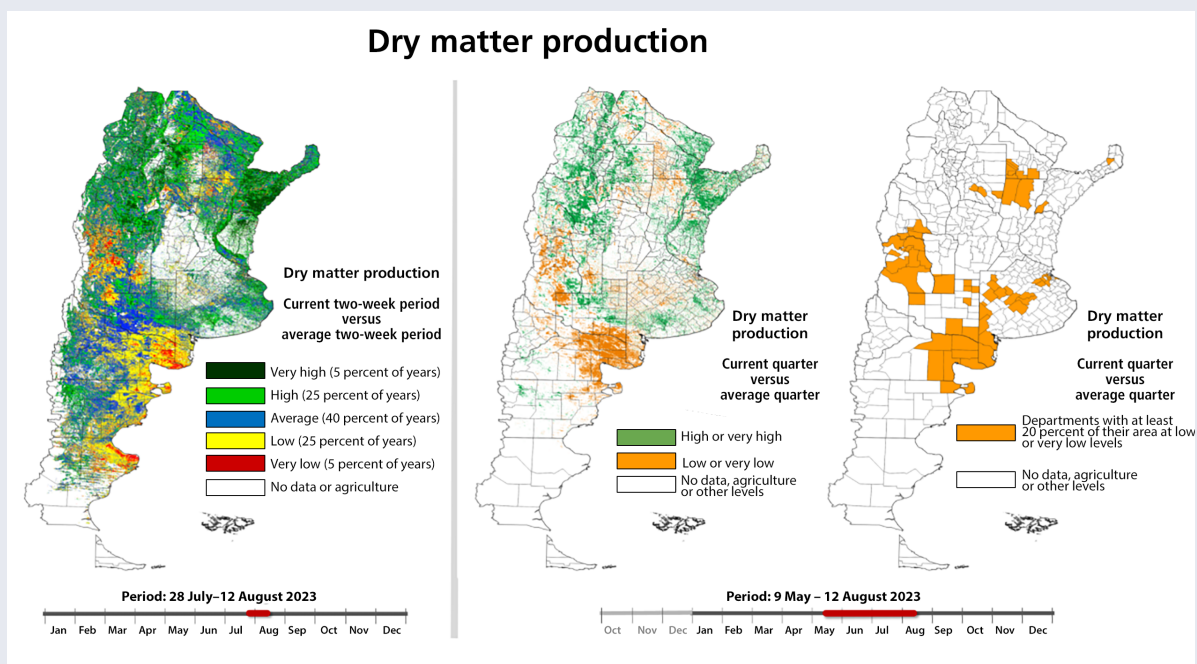 Dry matter production
Dry matter production
Current two-week period
versus
average two-week period
Very high (5 percent of years)
High (25 percent of years)
Average (40 percent of years)
Low (25 percent of years)
Very low (5 percent of years)
No data or agriculture
Period: 28 July–12 August 2023
Jan Feb Mar Apr May Jun Jul Aug Sep Oct Nov Dec
Dry matter
production
Current quarter
versus
average quarter
High or very high
Low or very low
No data, agriculture
or other levels
Dry matter
production
Current quarter
versus
average quarter
Departments with at least
20 percent of their area at low
or very low levels
No data, agriculture
or other levels
Period: 9 May – 12 August 2023
Oct Nov Dec Jan Feb Mar Apr May Jun Jul Aug Sep Oct Nov Dec